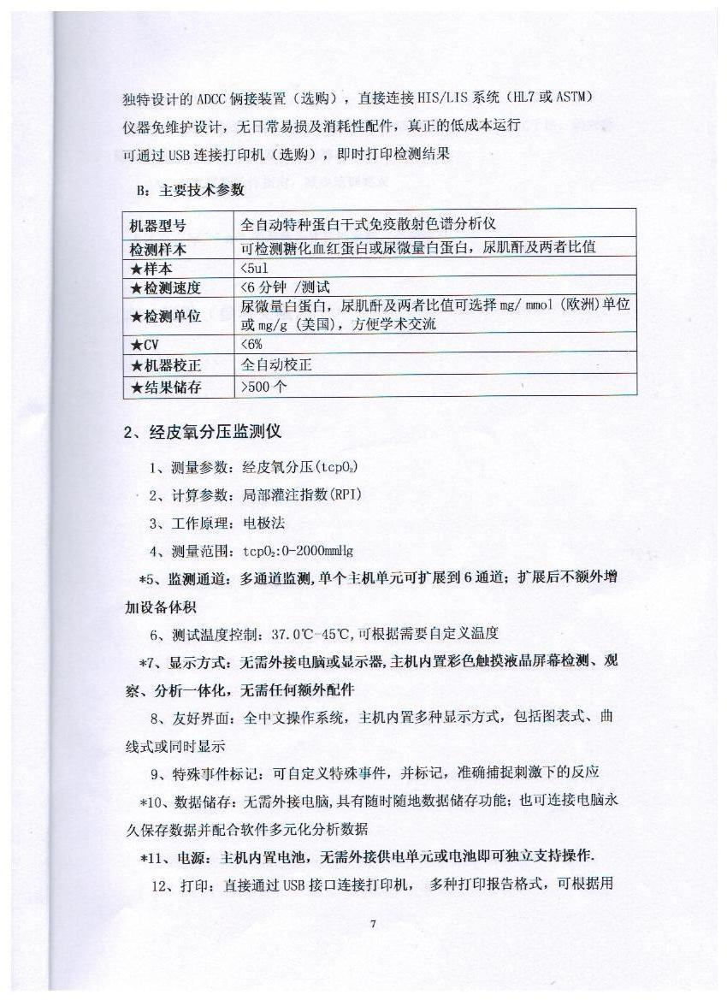 独特设计的 ADCC 俩接装置（选购），直接连接 HIS/LIS 系统（HL7 或 ASTM）
仪器免维护设计，无日常易损及消耗性配件，真正的低成本运行
可通过 USB 连接打印机（选购），即时打印检测结果
B：主要技术参数
机器型号 全自动特种蛋白干式免疫散射色谱分析仪
检测样本 可检测糖化血红蛋白或尿微量白蛋白，尿肌酐及两者比值
★样本 <5ul
★检测速度 <6 分钟 /测试
★检测单位 尿微量白蛋白，尿肌酐及两者比值可选择 mg/ mmol (欧洲)单位
或 mg/g (美国)，方便学术交流
★CV <6%
★机器校正 全自动校正
★结果储存 >500 个
2、经皮氧分压监测仪
1、测量参数：经皮氧分压(tcpO₂)
2、计算参数：局部灌注指数(RPI)
3、工作原理：电极法
4、测量范围：tcpO₂:0-2000mmHg
*5、监测通道：多通道监测,单个主机单元可扩展到 6 通道；扩展后不额外增
加设备体积
6、测试温度控制：37.0℃-45℃,可根据需要自定义温度
*7、显示方式：无需外接电脑或显示器,主机内置彩色触摸液晶屏幕检测、观
察、分析一体化，无需任何额外配件
8、友好界面：全中文操作系统，主机内置多种显示方式，包括图表式、曲
线式或同时显示
9、特殊事件标记：可自定义特殊事件，并标记，准确捕捉刺激下的反应
*10、数据储存：无需外接电脑,具有随时随地数据储存功能；也可连接电脑永
久保存数据并配合软件多元化分析数据
*11、电源：主机内置电池，无需外接供电单元或电池即可独立支持操作.
12、打印：直接通过 USB 接口连接打印机， 多种打印报告格式，可根据用
7